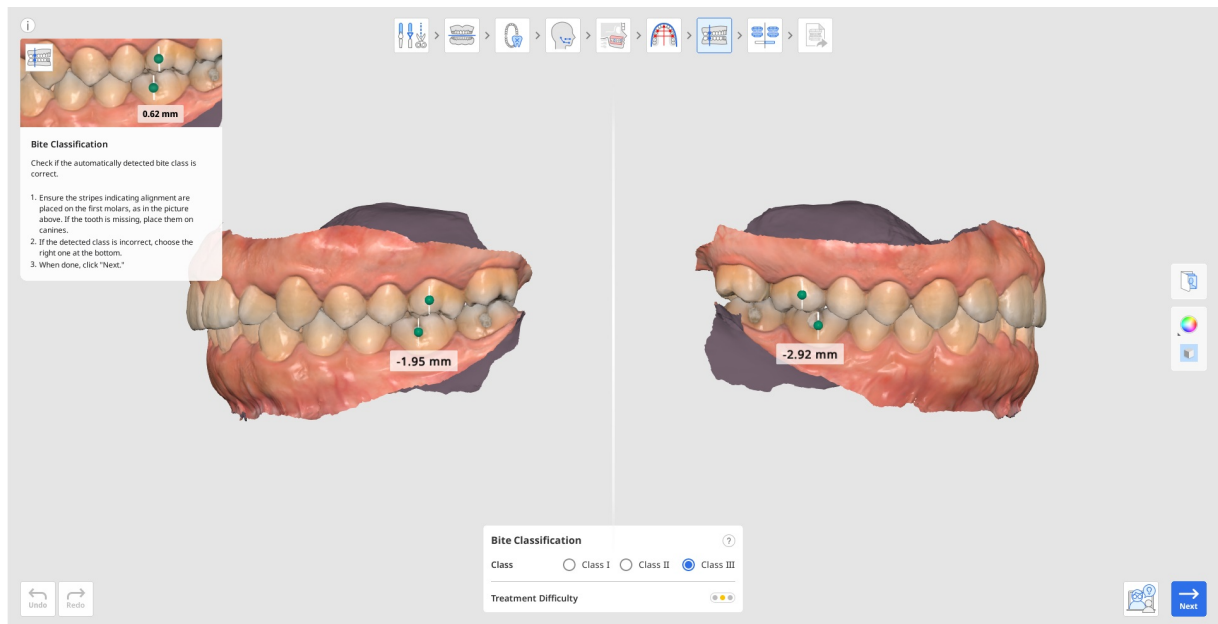 0.62 mm
Bite Classification
Check if the automatically detected bite class is
correct.
1. Ensure the stripes indicating alignment are
placed on the first molars, as in the picture
above. If the tooth is missing, place them on
canines.
2. If the detected class is incorrect, choose the
right one at the bottom.
3. When done, click "Next."
-1.95 mm
-2.92 mm
Bite Classification
?
Class
Class I
Class II
Class III
Treatment Difficulty
Undo
Redo
Next